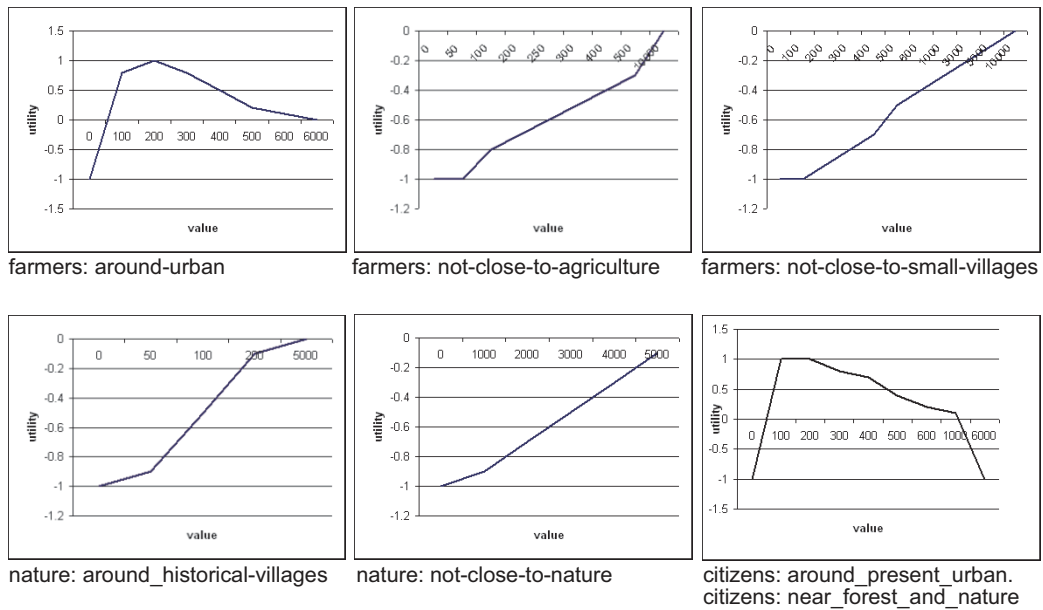 1.5
1
0.5
0
-0.5
-1
-1.5
utility
0 100 200 300 400 500 600 6000
value
farmers: around-urban
0
-0.2
-0.4
-0.6
-0.8
-1
-1.2
utility
0 50 100 200 300 400 500 10000
value
farmers: not-close-to-agriculture
0
-0.2
-0.4
-0.6
-0.8
-1
-1.2
utility
0 100 200 400 500 800 1000 3000 5000 10000
value
farmers: not-close-to-small-villages
0
-0.2
-0.4
-0.6
-0.8
-1
-1.2
utility
0 50 100 200 5000
value
nature: around_historical-villages
0
-0.2
-0.4
-0.6
-0.8
-1
-1.2
utility
0 1000 2000 3000 4000 5000
value
nature: not-close-to-nature
1.5
1
0.5
0
-0.5
-1
-1.5
utility
0 100 200 300 400 500 600 1000 6000
value
citizens: around_present_urban.
citizens: near_forest_and_nature